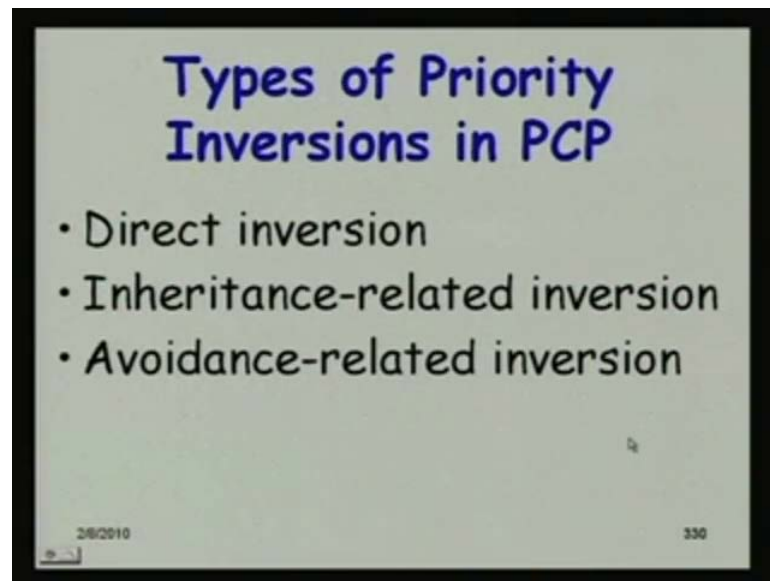 Types of Priority
Inversions in PCP
• Direct inversion
• Inheritance-related inversion
• Avoidance-related inversion
2/8/2010
330